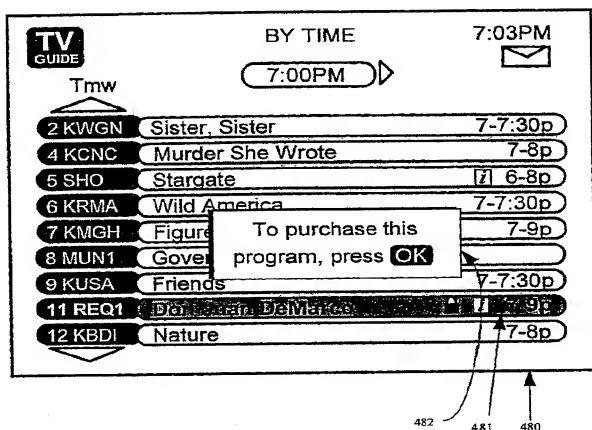 TV GUIDE
BY TIME
7:03PM
7:00PM
Tmw
2 KWGN Sister, Sister 7-7:30p
4 KCNC Murder She Wrote 7-8p
5 SHO Stargate i 6-8p
6 KRMA Wild America 7-7:30p
7 KMGH Figure 7-9p
8 MUN1 Gover
9 KUSA Friends 7-7:30p
11 REQ1 DeMarco i 9p
12 KBDI Nature 7-8p
To purchase this
program, press OK
482 481 480